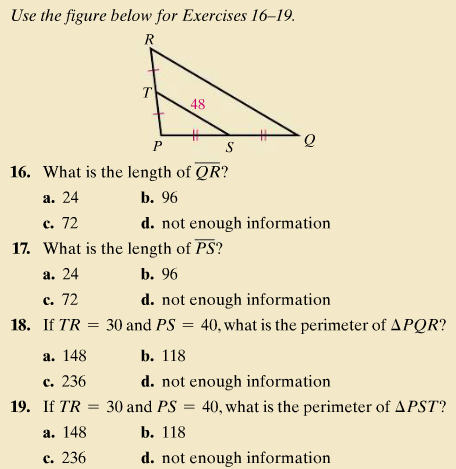 Use the figure below for Exercises 16–19.
R
T
48
P
S
Q
16. What is the length of Q̅R̅?
a. 24 b. 96
c. 72 d. not enough information
17. What is the length of P̅S̅?
a. 24 b. 96
c. 72 d. not enough information
18. If TR = 30 and PS = 40, what is the perimeter of ΔPQR?
a. 148 b. 118
c. 236 d. not enough information
19. If TR = 30 and PS = 40, what is the perimeter of ΔPST?
a. 148 b. 118
c. 236 d. not enough information